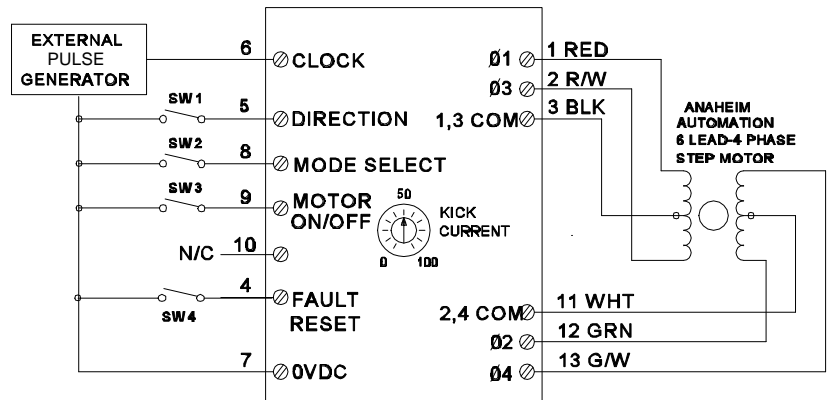 EXTERNAL
PULSE
GENERATOR
6
CLOCK
SW1
5
DIRECTION
SW2
8
MODE SELECT
SW3
9
MOTOR
ON/OFF
N/C
10
4
FAULT
RESET
SW4
7
0VDC
50
KICK
CURRENT
0
100
Ø1
1 RED
Ø3
2 R/W
1,3 COM
3 BLK
ANAHEIM
AUTOMATION
6 LEAD-4 PHASE
STEP MOTOR
2,4 COM
11 WHT
Ø2
12 GRN
Ø4
13 G/W